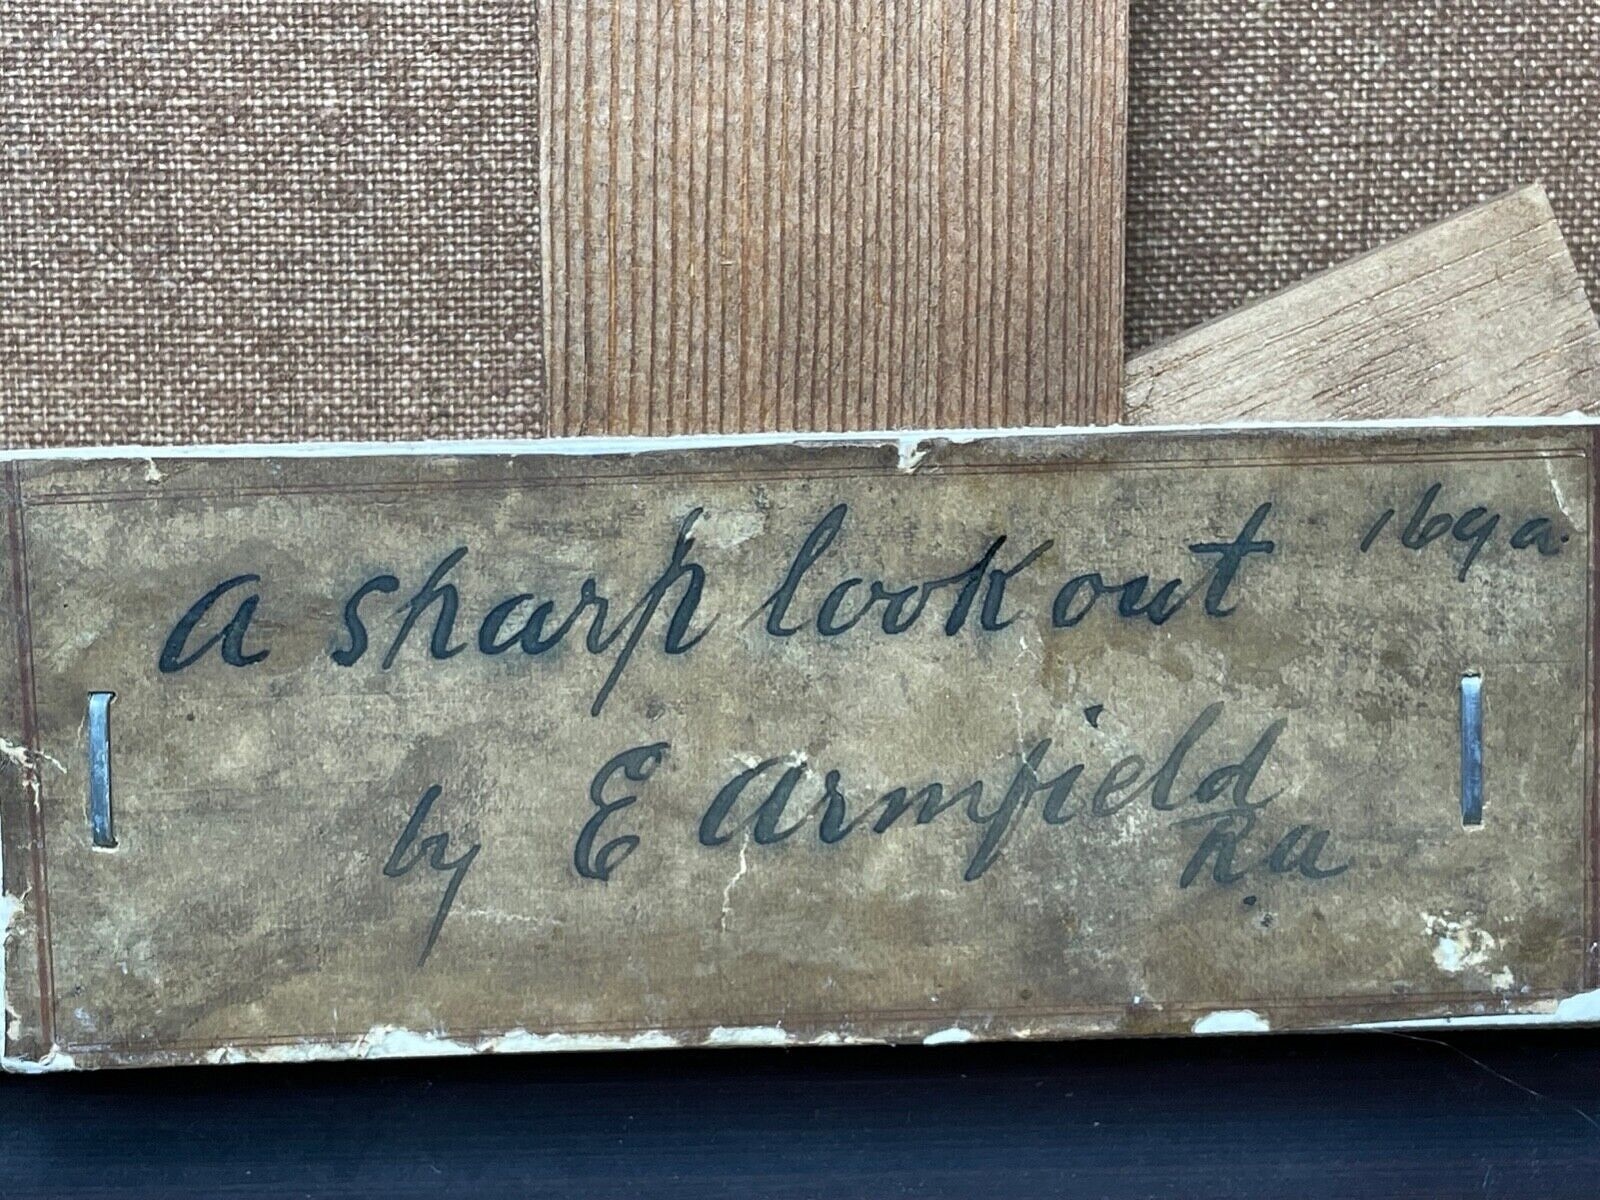 A sharp look out 169a.
by E Armfield
R.a